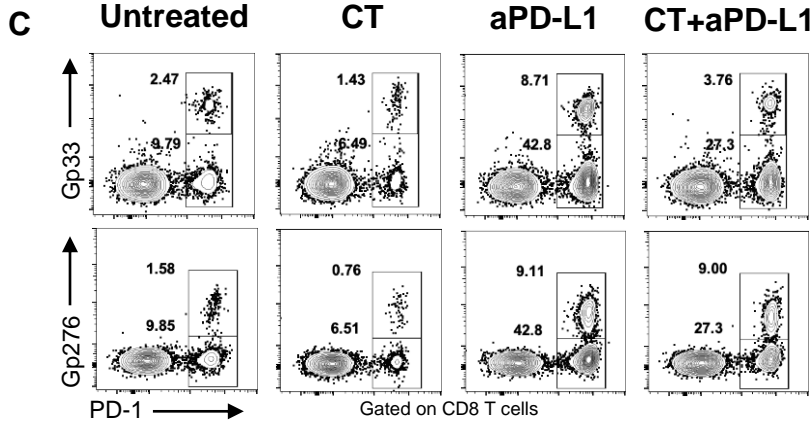 C
Untreated CT aPD-L1 CT+aPD-L1
2.47 1.43 8.71 3.76
9.79 6.49 42.8 27.3
Gp33
1.58 0.76 9.11 9.00
9.85 6.51 42.8 27.3
Gp276
PD-1 Gated on CD8 T cells